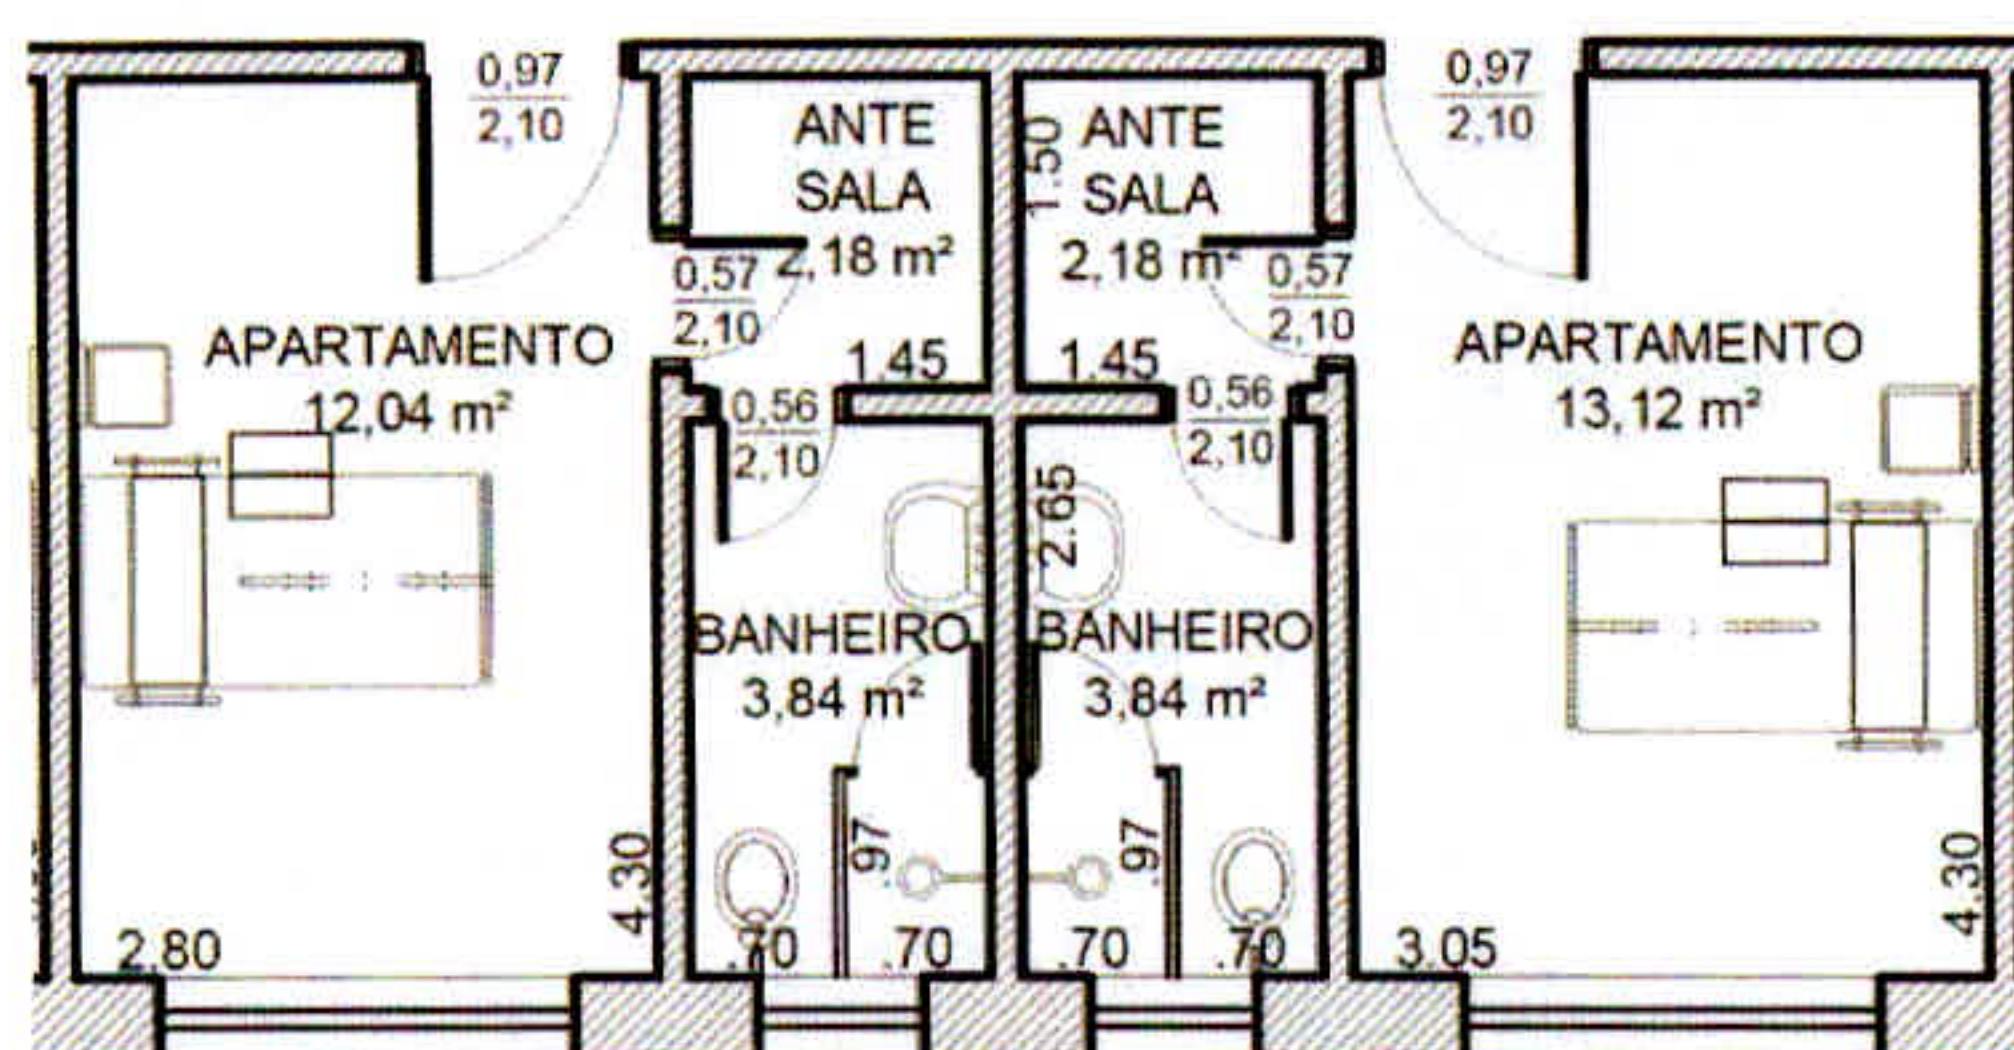 0,97
2,10
ANTE
SALA
2,18 m²
1.50
ANTE
SALA
2,18 m²
0,97
2,10
0,57
2,10
0,57
2,10
APARTAMENTO
12,04 m²
1.45
1.45
APARTAMENTO
13,12 m²
0,56
2,10
0,56
2,10
2.65
BANHEIRO
3,84 m²
BANHEIRO
3,84 m²
4.30
.97
.97
4.30
2.80
.70
.70
.70
.70
3.05